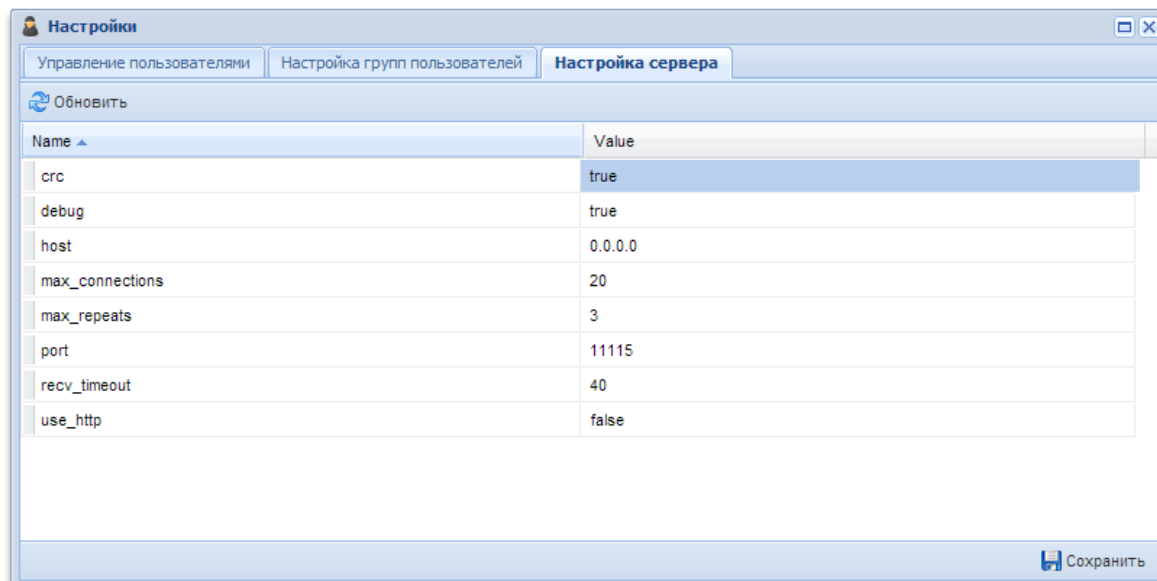 Настройки
Управление пользователями Настройка групп пользователей Настройка сервера
Обновить
Name Value
crc true
debug true
host 0.0.0.0
max_connections 20
max_repeats 3
port 11115
recv_timeout 40
use_http false
Сохранить